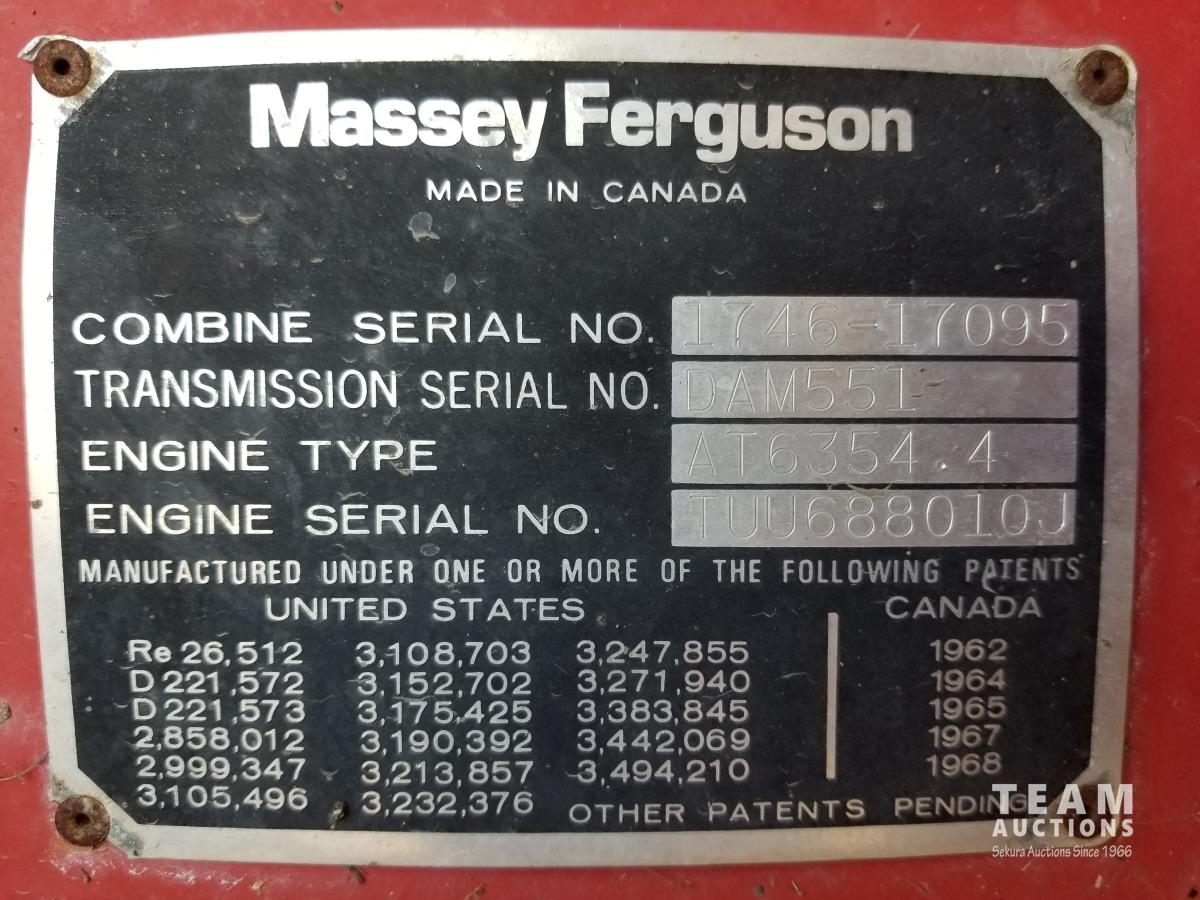 Massey Ferguson
MADE IN CANADA
COMBINE SERIAL NO. 1746-17095
TRANSMISSION SERIAL NO. DAM551
ENGINE TYPE AT6354.4
ENGINE SERIAL NO. TUU688010J
MANUFACTURED UNDER ONE OR MORE OF THE FOLLOWING PATENTS
UNITED STATES CANADA
Re 26,512 3,108,703 3,247,855 1962
D 221,572 3,152,702 3,271,940 1964
D 221,573 3,175,425 3,383,845 1965
2,858,012 3,190,392 3,442,069 1967
2,999,347 3,213,857 3,494,210 1968
3,105,496 3,232,376 OTHER PATENTS PENDING
TEAM
AUCTIONS
Sekura Auctions Since 1966